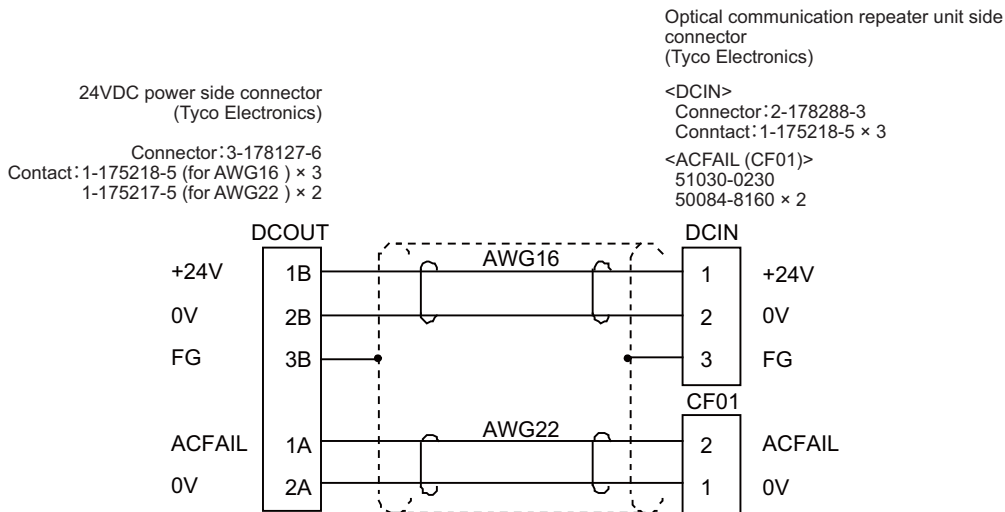 Optical communication repeater unit side
connector
(Tyco Electronics)
24VDC power side connector
(Tyco Electronics)
<DCIN>
Connector:2-178288-3
Conntact:1-175218-5 × 3
Connector:3-178127-6
Contact:1-175218-5 (for AWG16 ) × 3
1-175217-5 (for AWG22 ) × 2
<ACFAIL (CF01)>
51030-0230
50084-8160 × 2
DCOUT
DCIN
+24V 1B AWG16 1 +24V
0V 2B 2 0V
FG 3B 3 FG
CF01
ACFAIL 1A AWG22 2 ACFAIL
0V 2A 1 0V